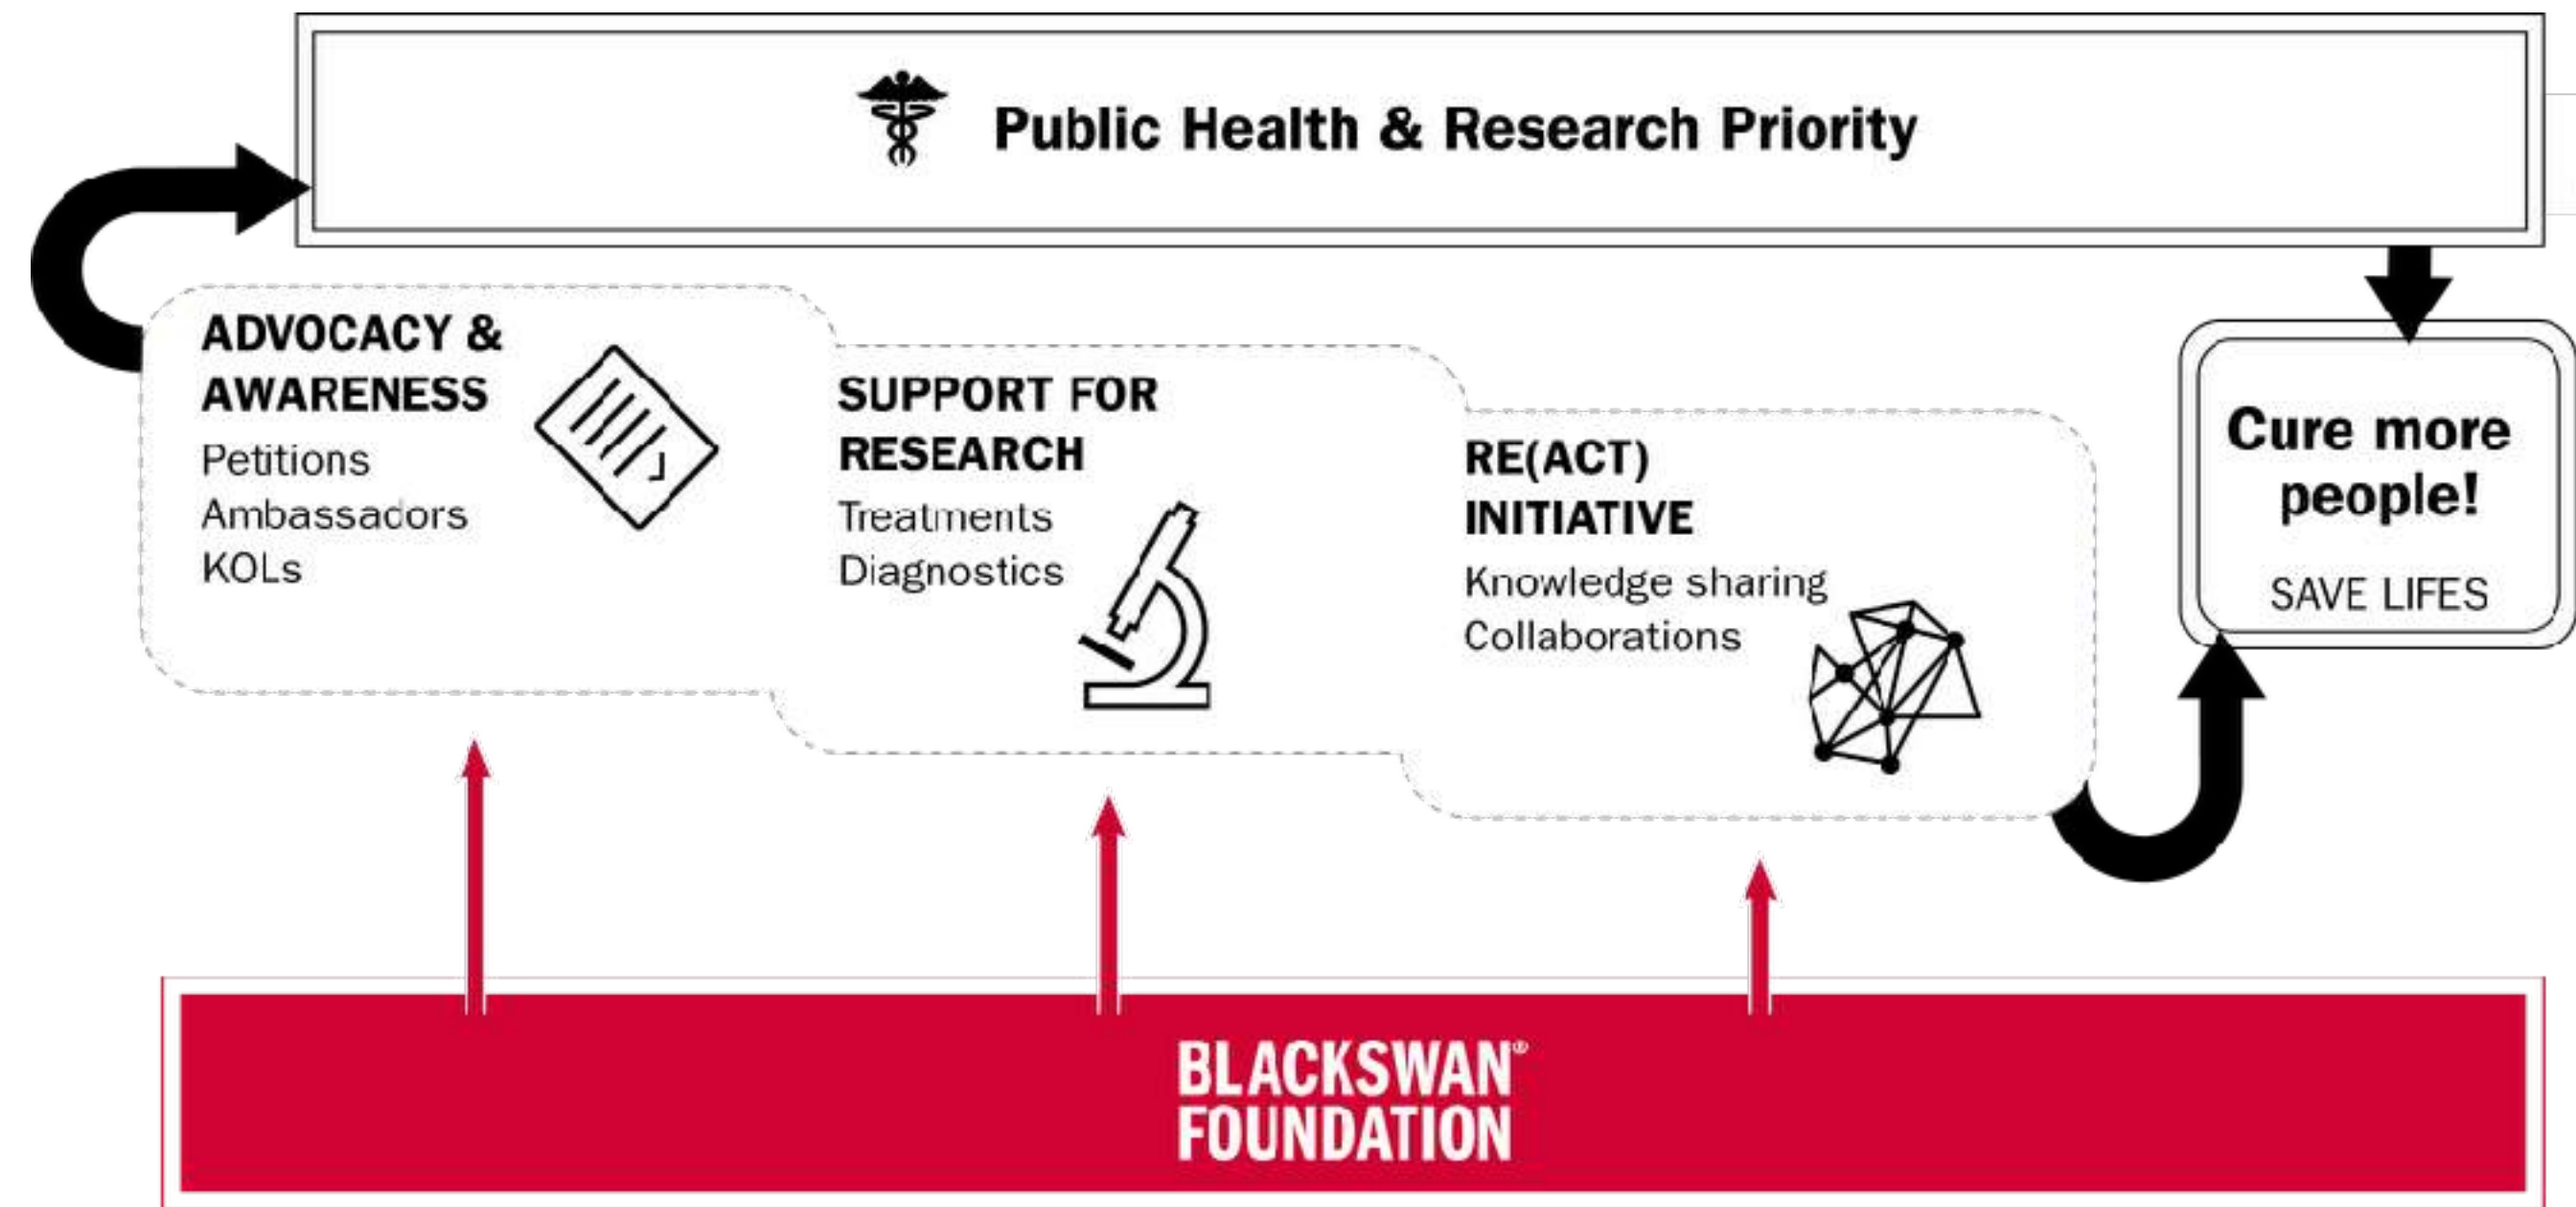 Public Health & Research Priority
ADVOCACY &
AWARENESS
Petitions
Ambassadors
KOLs
SUPPORT FOR
RESEARCH
Treatments
Diagnostics
RE(ACT)
INITIATIVE
Knowledge sharing
Collaborations
Cure more
people!
SAVE LIFES
BLACKSWAN®
FOUNDATION